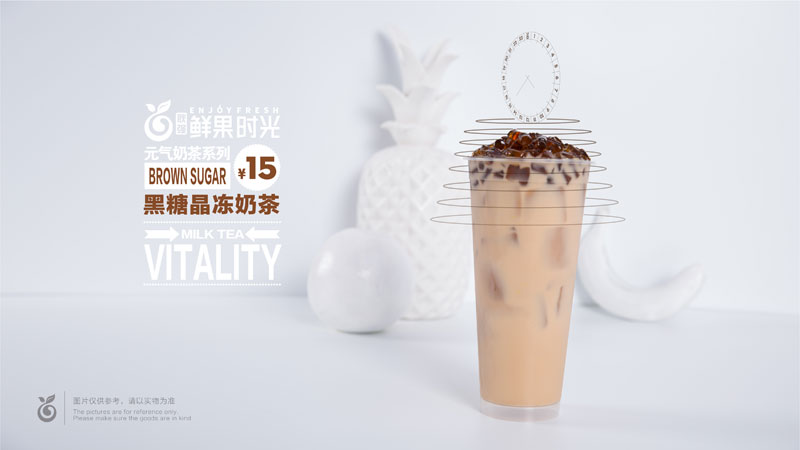 ENJOYFRESH
鲜果时光
元气奶茶系列
BROWN SUGAR
¥15
黑糖晶冻奶茶
MILK TEA
VITALITY
图片仅供参考，请以实物为准
The pictures are for reference only.
Please make sure the goods are in kind